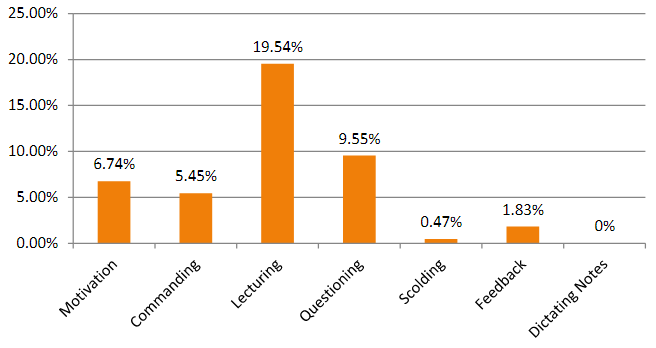 25.00%
20.00%
15.00%
10.00%
5.00%
0.00%
6.74%
5.45%
19.54%
9.55%
0.47%
1.83%
0%
Motivation
Commanding
Lecturing
Questioning
Scolding
Feedback
Dictating Notes